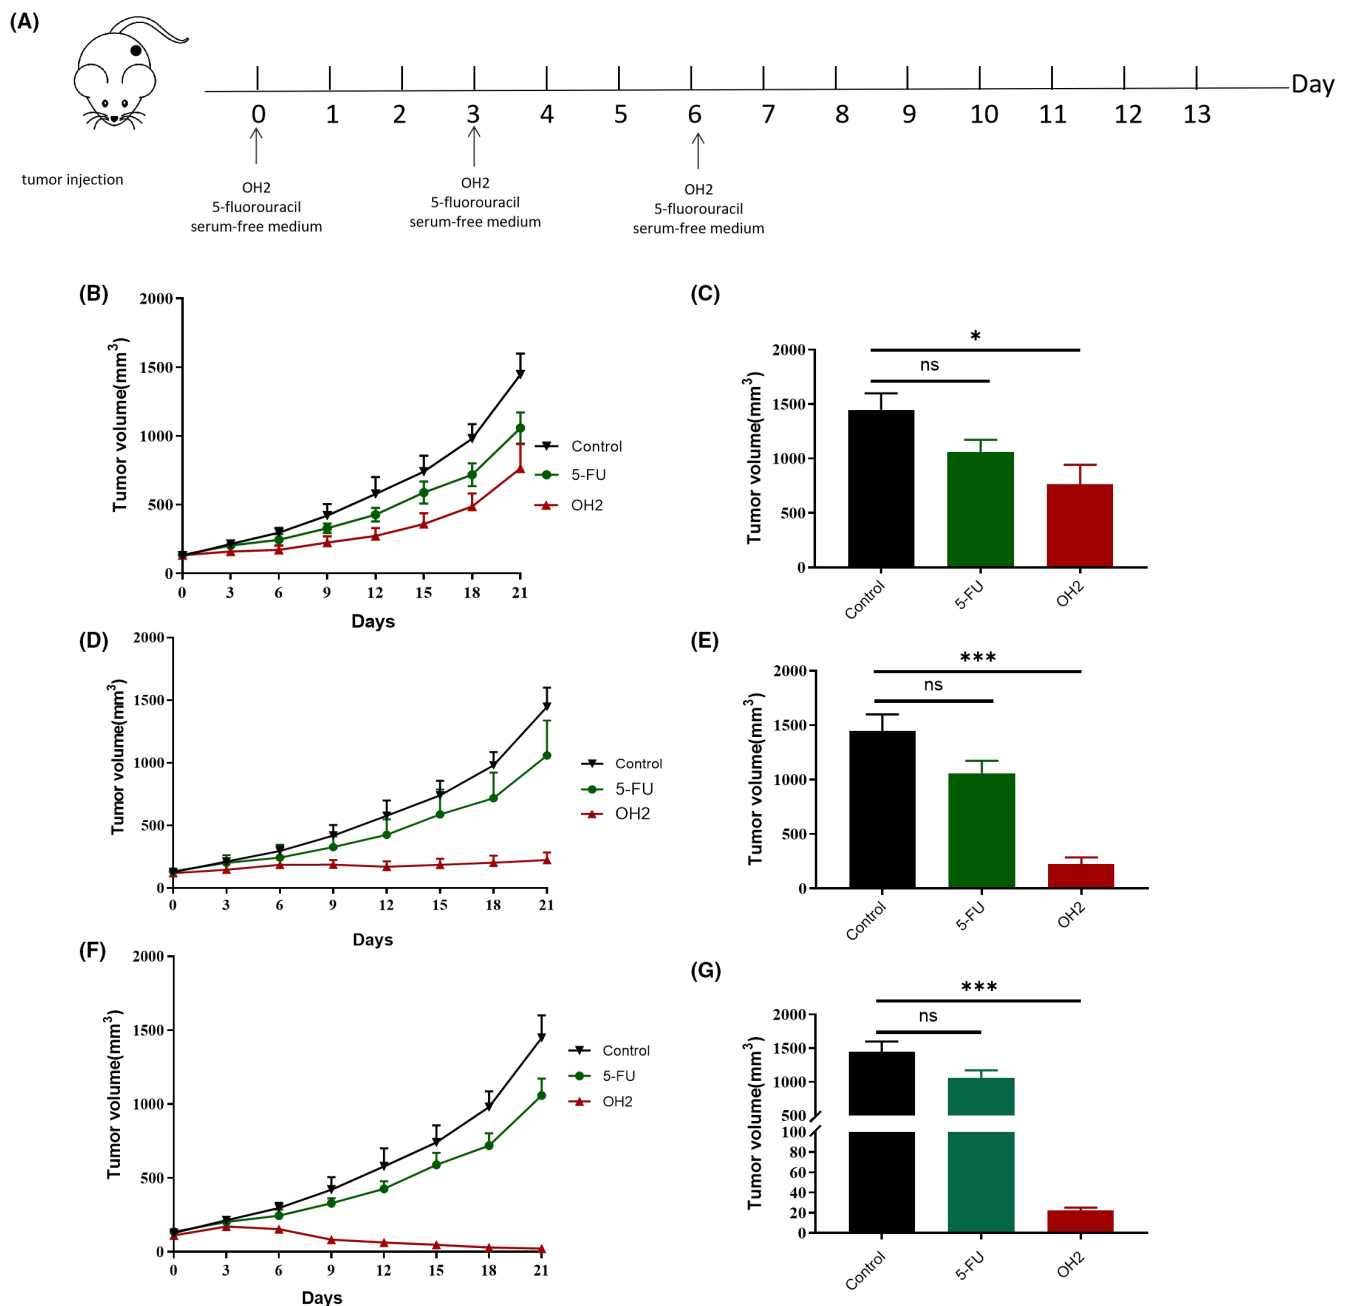 (A)
Day
0 1 2 3 4 5 6 7 8 9 10 11 12 13
tumor injection
OH2
5-fluorouracil
serum-free medium
OH2
5-fluorouracil
serum-free medium
OH2
5-fluorouracil
serum-free medium
(B)
Tumor volume(mm3)
2000
1500
1000
500
0
0 3 6 9 12 15 18 21
Days
Control
5-FU
OH2
(C)
Tumor volume(mm3)
2000
1500
1000
500
0
*
ns
Control
5-FU
OH2
(D)
Tumor volume(mm3)
2000
1500
1000
500
0
0 3 6 9 12 15 18 21
Days
Control
5-FU
OH2
(E)
Tumor volume(mm3)
2000
1500
1000
500
0
***
ns
Control
5-FU
OH2
(F)
Tumor volume(mm3)
2000
1500
1000
500
0
0 3 6 9 12 15 18 21
Days
Control
5-FU
OH2
(G)
Tumor volume(mm3)
2000
1500
1000
500
100
80
60
40
20
0
***
ns
Control
5-FU
OH2